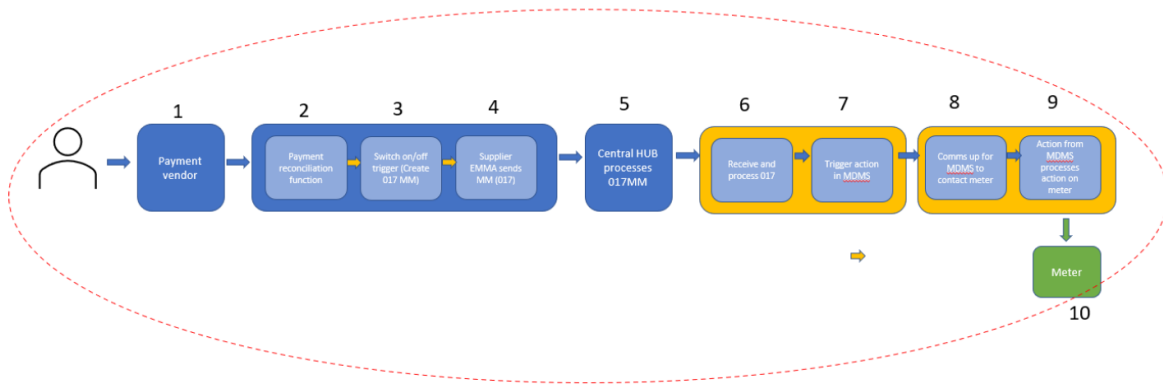 1
2
3
4
5
6
7
8
9
Payment
vendor
Payment
reconciliation
function
Switch on/off
trigger (Create
017 MM)
Supplier
EMMA sends
MM (017)
Central HUB
processes
017MM
Receive and
process 017
Trigger action
in MDMS
Comms up for
MDMS to
contact meter
Action from
MDMS
processes
action on
meter
Meter
10